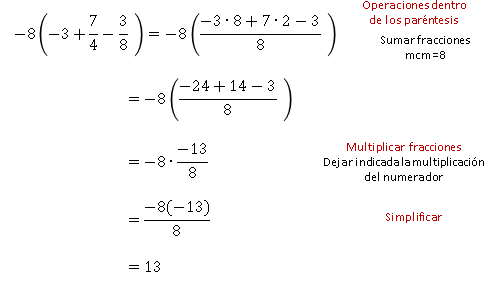 Operaciones dentro
de los paréntesis
−8(−3 + 7/4 − 3/8) = −8((−3 · 8 + 7 · 2 − 3)/8)
Sumar fracciones
mcm =8
= −8((−24 + 14 − 3)/8)
= −8 · (−13)/8
Multiplicar fracciones
Dejar indicada la multiplicación
del numerador
= −8(−13)/8
Simplificar
= 13